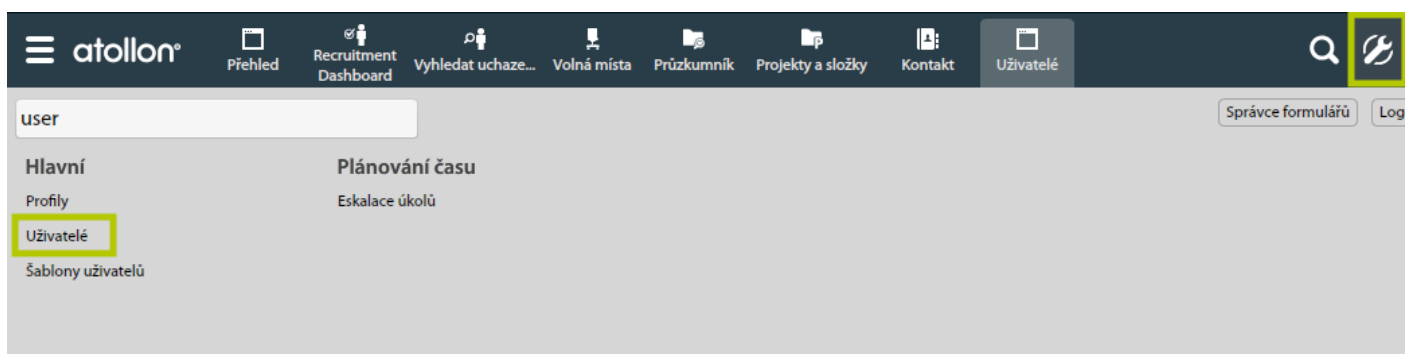 atollon
Přehled
Recruitment
Dashboard
Vyhledat uchaze...
Volná místa
Průzkumník
Projekty a složky
Kontakt
Uživatelé
user
Správce formulářů
Log
Hlavní
Plánování času
Profily
Eskalace úkolů
Uživatelé
Šablony uživatelů